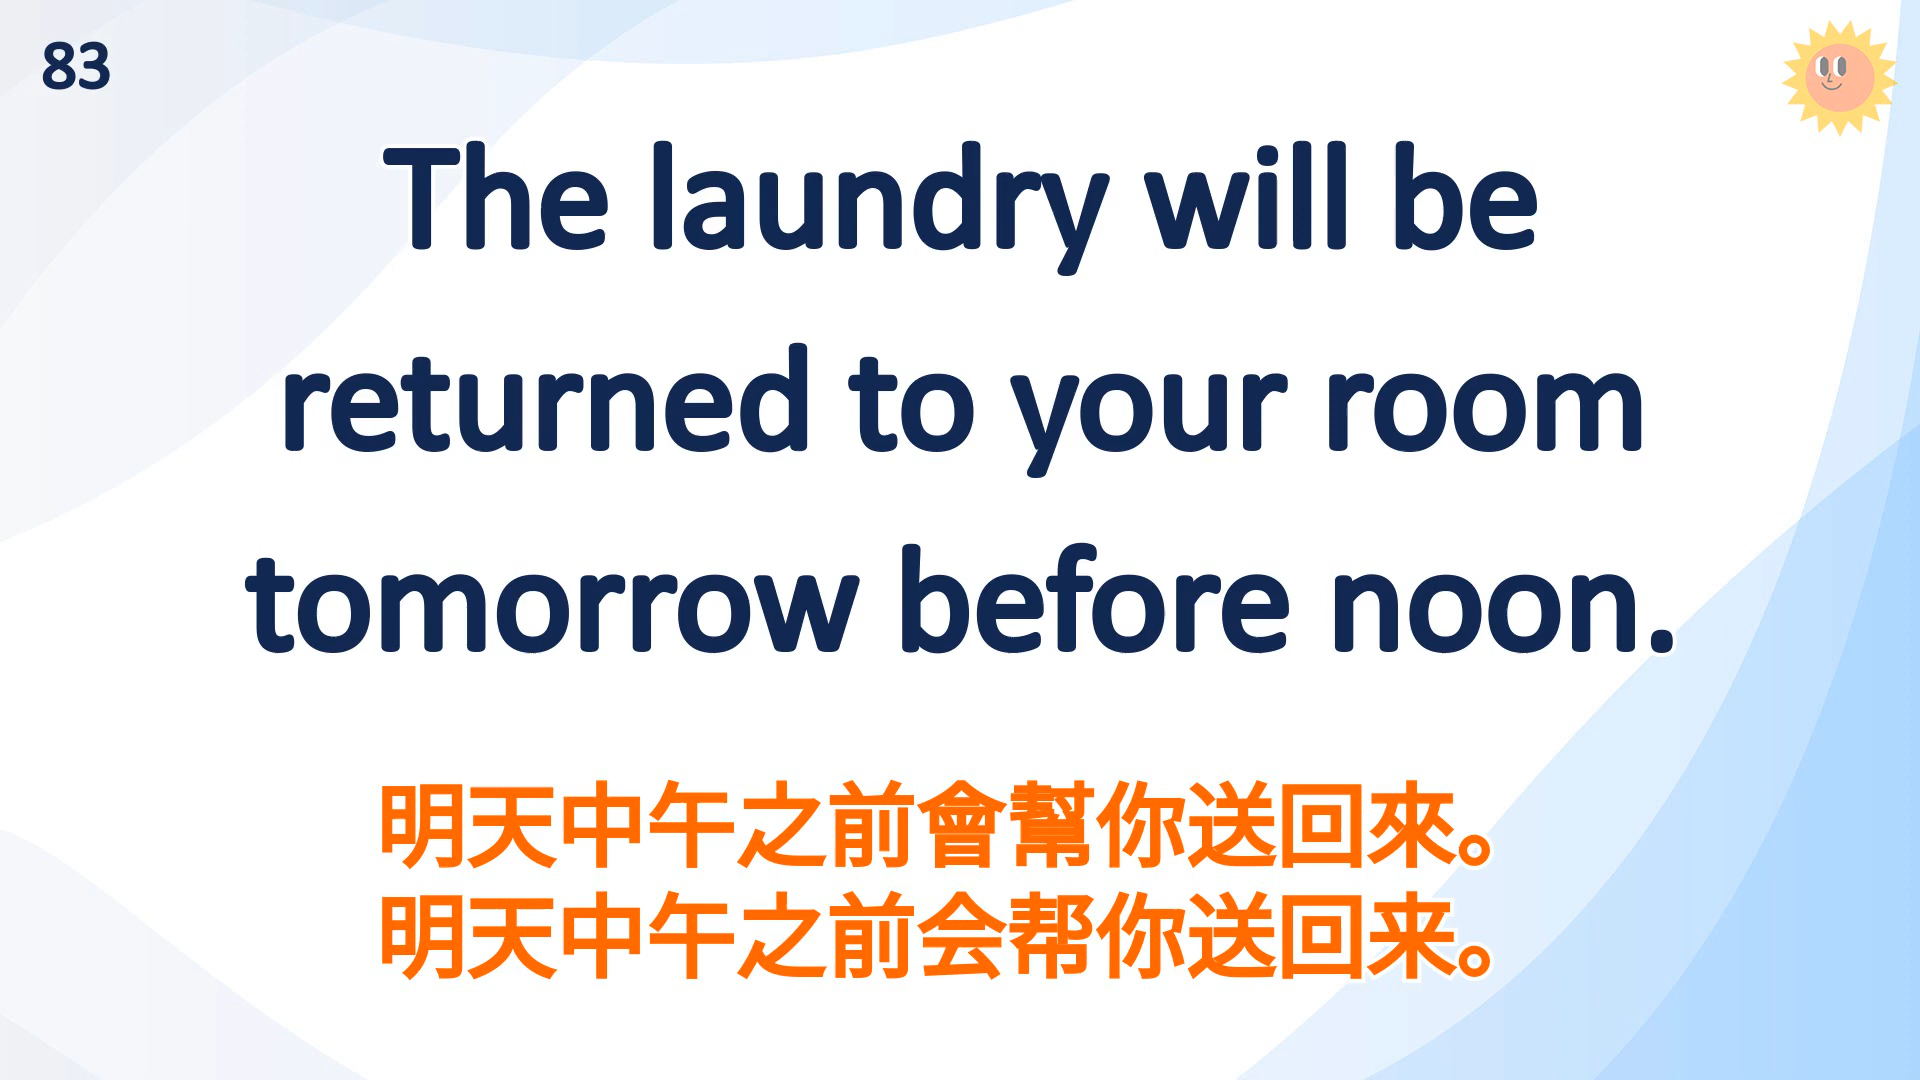 83
The laundry will be
returned to your room
tomorrow before noon.
明天中午之前會幫你送回來。
明天中午之前会帮你送回来。